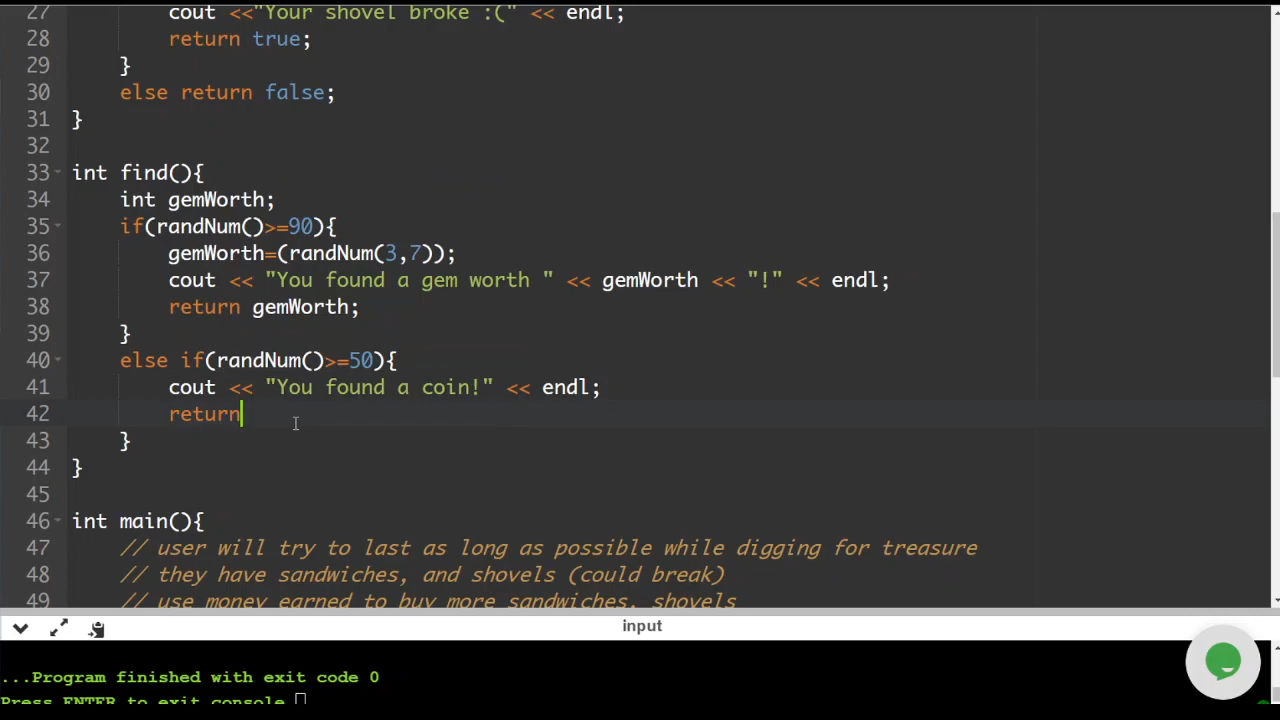 27 cout <<"Your shovel broke :(" << endl;
28 return true;
29 }
30 else return false;
31 }
32
33 int find(){
34 int gemWorth;
35 if(randNum()>=90){
36 gemWorth=(randNum(3,7));
37 cout << "You found a gem worth " << gemWorth << "!" << endl;
38 return gemWorth;
39 }
40 else if(randNum()>=50){
41 cout << "You found a coin!" << endl;
42 return
43 }
44 }
45
46 int main(){
47 // user will try to last as long as possible while digging for treasure
48 // they have sandwiches, and shovels (could break)
49 // use money earned to buy more sandwiches, shovels
input
...Program finished with exit code 0
Press ENTER to exit console.